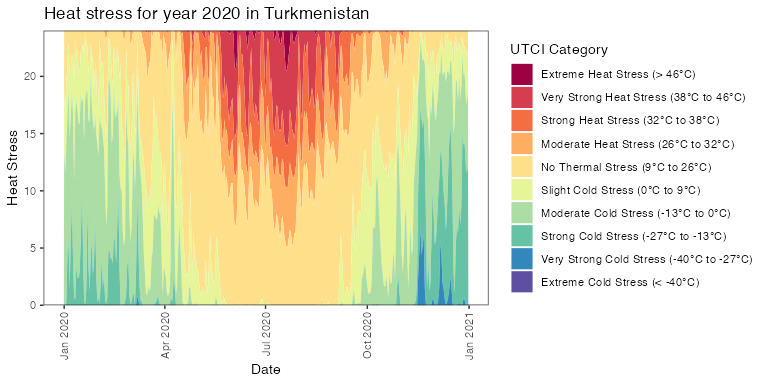 Heat stress for year 2020 in Turkmenistan
Heat Stress
20
15
10
5
0
Jan 2020
Apr 2020
Jul 2020
Oct 2020
Jan 2021
Date
UTCI Category
Extreme Heat Stress (> 46°C)
Very Strong Heat Stress (38°C to 46°C)
Strong Heat Stress (32°C to 38°C)
Moderate Heat Stress (26°C to 32°C)
No Thermal Stress (9°C to 26°C)
Slight Cold Stress (0°C to 9°C)
Moderate Cold Stress (-13°C to 0°C)
Strong Cold Stress (-27°C to -13°C)
Very Strong Cold Stress (-40°C to -27°C)
Extreme Cold Stress (< -40°C)